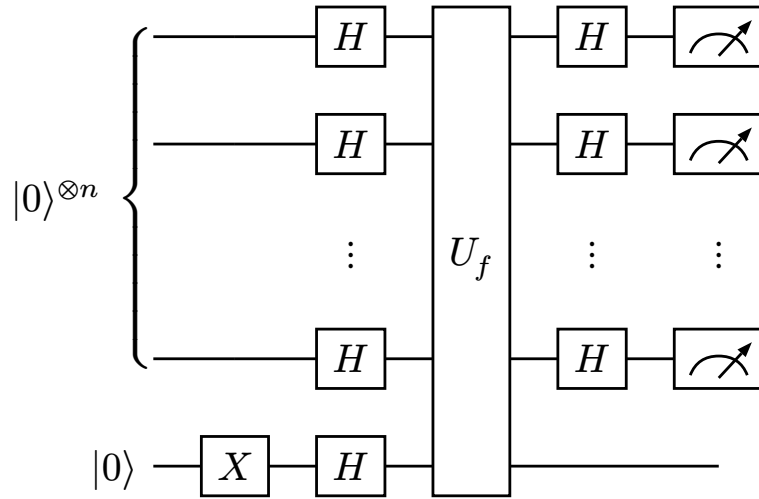 H H
H H
|0⟩^{⊗n}
⋮ U_f ⋮ ⋮
H H
|0⟩ X H